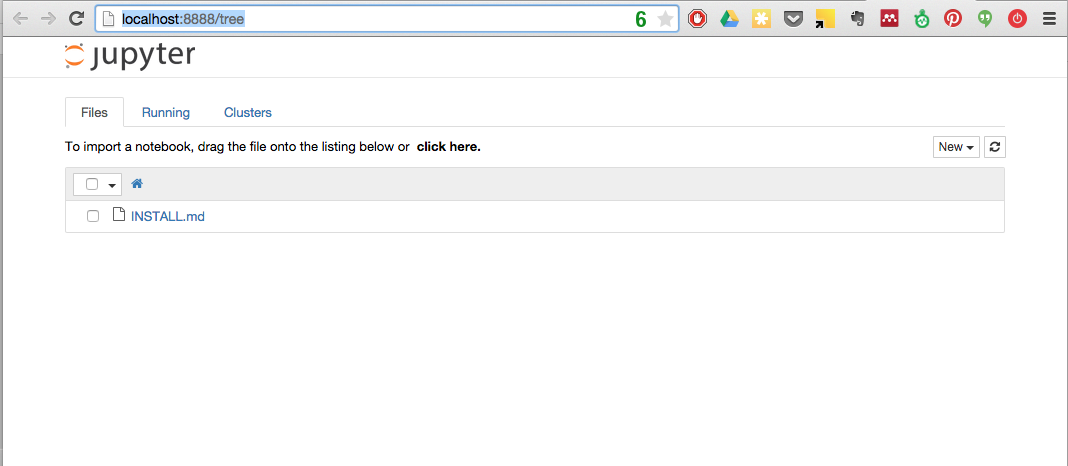 localhost:8888/tree 6
jupyter
Files Running Clusters
To import a notebook, drag the file onto the listing below or click here. New
INSTALL.md